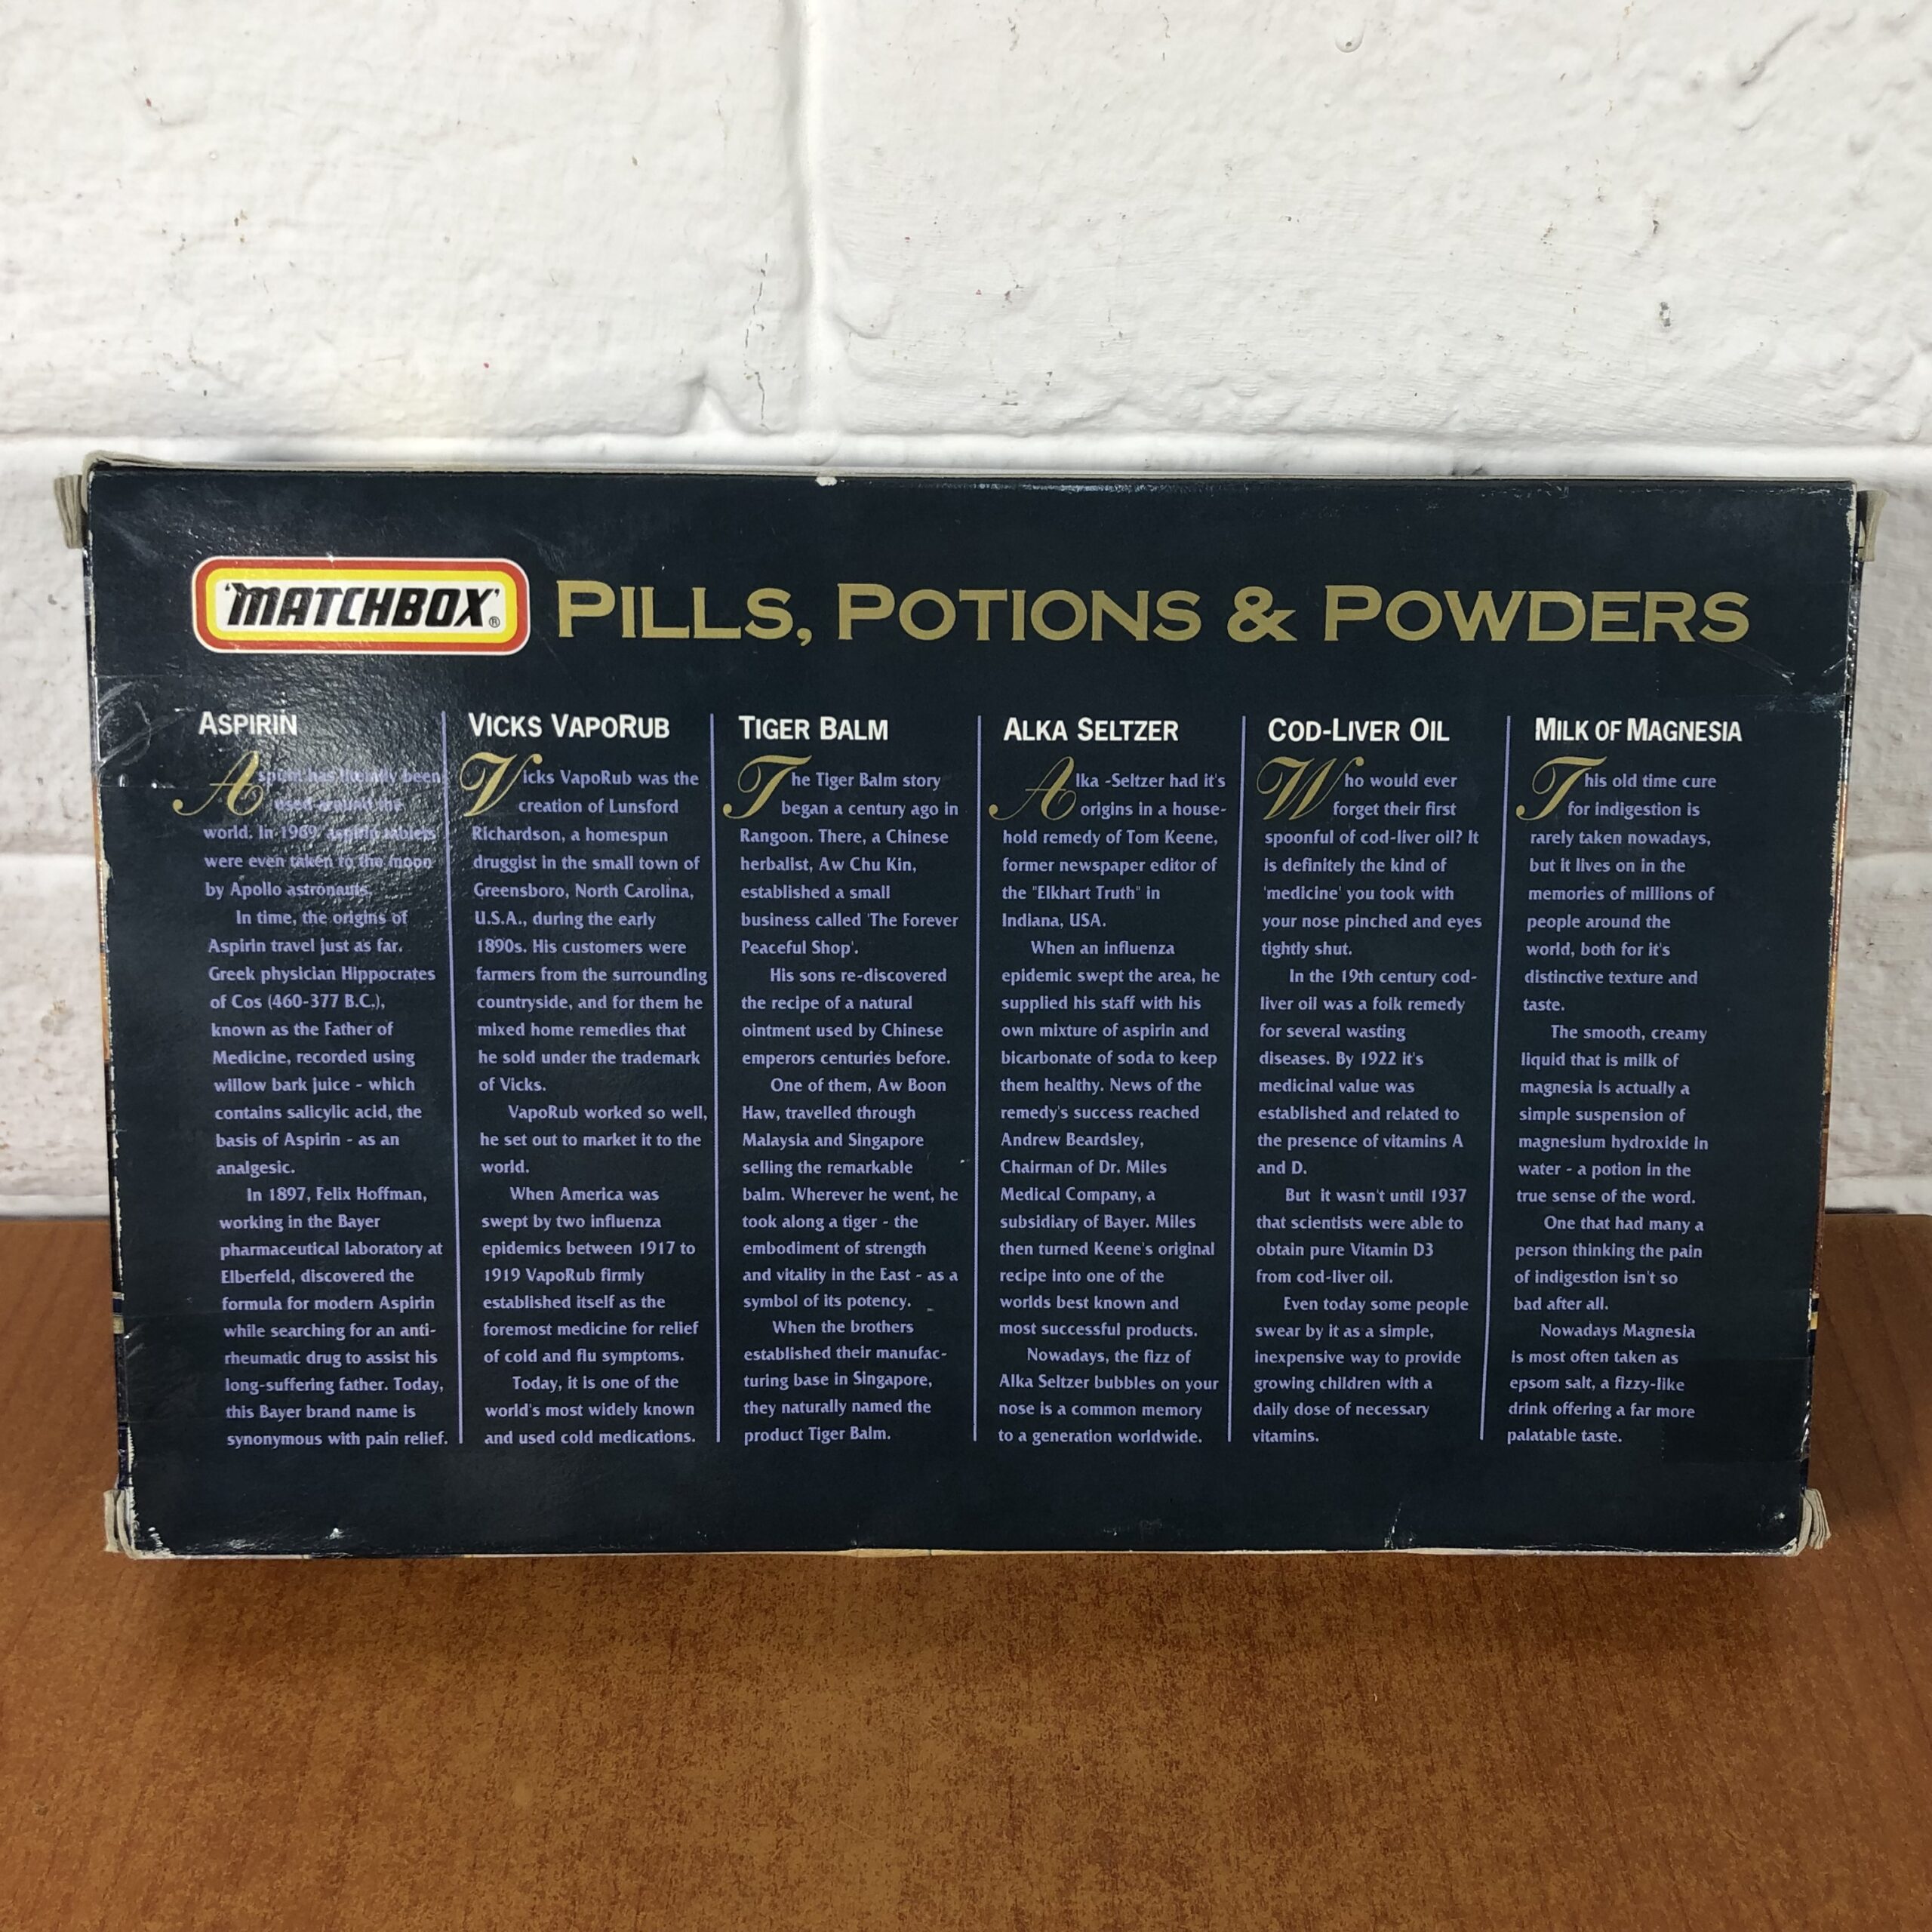 'MATCHBOX'®
PILLS, POTIONS & POWDERS
ASPIRIN
Aspirin has literally been
used around the
world. In 1969, aspirin tablets
were even taken to the moon
by Apollo astronauts.
In time, the origins of
Aspirin travel just as far.
Greek physician Hippocrates
of Cos (460-377 B.C.),
known as the Father of
Medicine, recorded using
willow bark juice - which
contains salicylic acid, the
basis of Aspirin - as an
analgesic.
In 1897, Felix Hoffman,
working in the Bayer
pharmaceutical laboratory at
Elberfeld, discovered the
formula for modern Aspirin
while searching for an anti-
rheumatic drug to assist his
long-suffering father. Today,
this Bayer brand name is
synonymous with pain relief.
VICKS VAPORUB
Vicks VapoRub was the
creation of Lunsford
Richardson, a homespun
druggist in the small town of
Greensboro, North Carolina,
U.S.A., during the early
1890s. His customers were
farmers from the surrounding
countryside, and for them he
mixed home remedies that
he sold under the trademark
of Vicks.
VapoRub worked so well,
he set out to market it to the
world.
When America was
swept by two influenza
epidemics between 1917 to
1919 VapoRub firmly
established itself as the
foremost medicine for relief
of cold and flu symptoms.
Today, it is one of the
world's most widely known
and used cold medications.
TIGER BALM
The Tiger Balm story
began a century ago in
Rangoon. There, a Chinese
herbalist, Aw Chu Kin,
established a small
business called 'The Forever
Peaceful Shop'.
His sons re-discovered
the recipe of a natural
ointment used by Chinese
emperors centuries before.
One of them, Aw Boon
Haw, travelled through
Malaysia and Singapore
selling the remarkable
balm. Wherever he went, he
took along a tiger - the
embodiment of strength
and vitality in the East - as a
symbol of its potency.
When the brothers
established their manufac-
turing base in Singapore,
they naturally named the
product Tiger Balm.
ALKA SELTZER
Alka -Seltzer had it's
origins in a house-
hold remedy of Tom Keene,
former newspaper editor of
the "Elkhart Truth" in
Indiana, USA.
When an influenza
epidemic swept the area, he
supplied his staff with his
own mixture of aspirin and
bicarbonate of soda to keep
them healthy. News of the
remedy's success reached
Andrew Beardsley,
Chairman of Dr. Miles
Medical Company, a
subsidiary of Bayer. Miles
then turned Keene's original
recipe into one of the
worlds best known and
most successful products.
Nowadays, the fizz of
Alka Seltzer bubbles on your
nose is a common memory
to a generation worldwide.
COD-LIVER OIL
Who would ever
forget their first
spoonful of cod-liver oil? It
is definitely the kind of
'medicine' you took with
your nose pinched and eyes
tightly shut.
In the 19th century cod-
liver oil was a folk remedy
for several wasting
diseases. By 1922 it's
medicinal value was
established and related to
the presence of vitamins A
and D.
But it wasn't until 1937
that scientists were able to
obtain pure Vitamin D3
from cod-liver oil.
Even today some people
swear by it as a simple,
inexpensive way to provide
growing children with a
daily dose of necessary
vitamins.
MILK OF MAGNESIA
This old time cure
for indigestion is
rarely taken nowadays,
but it lives on in the
memories of millions of
people around the
world, both for it's
distinctive texture and
taste.
The smooth, creamy
liquid that is milk of
magnesia is actually a
simple suspension of
magnesium hydroxide in
water - a potion in the
true sense of the word.
One that had many a
person thinking the pain
of indigestion isn't so
bad after all.
Nowadays Magnesia
is most often taken as
epsom salt, a fizzy-like
drink offering a far more
palatable taste.